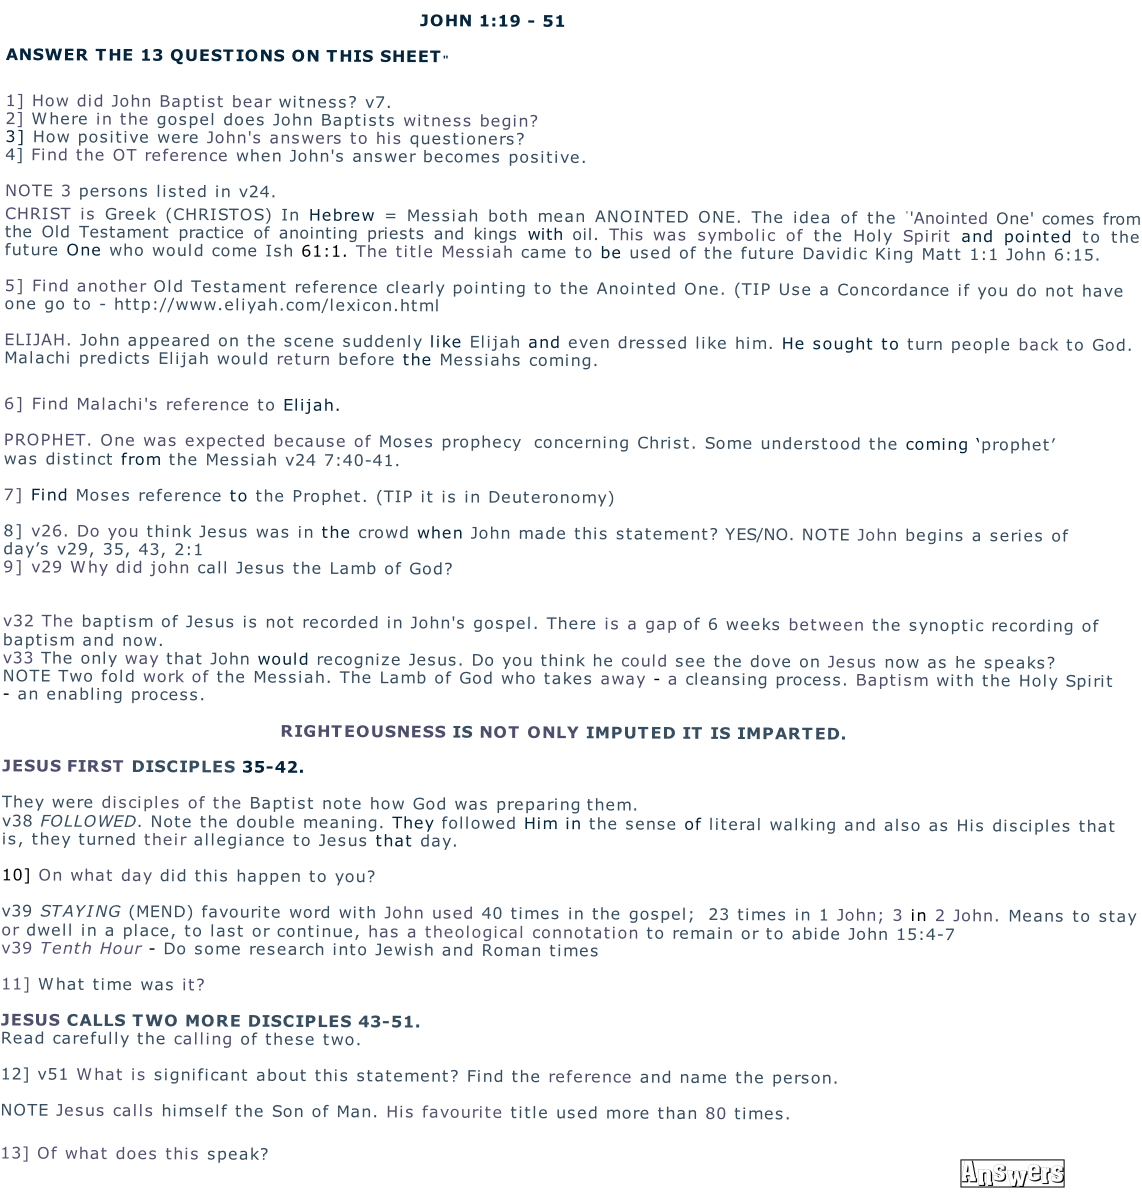 JOHN 1:19 - 51
ANSWER THE 13 QUESTIONS ON THIS SHEET"
1] How did John Baptist bear witness? v7.
2] Where in the gospel does John Baptists witness begin?
3] How positive were John's answers to his questioners?
4] Find the OT reference when John's answer becomes positive.
NOTE 3 persons listed in v24.
CHRIST is Greek (CHRISTOS) In Hebrew = Messiah both mean ANOINTED ONE. The idea of the ''Anointed One' comes from
the Old Testament practice of anointing priests and kings with oil. This was symbolic of the Holy Spirit and pointed to the
future One who would come Ish 61:1. The title Messiah came to be used of the future Davidic King Matt 1:1 John 6:15.
5] Find another Old Testament reference clearly pointing to the Anointed One. (TIP Use a Concordance if you do not have
one go to - http://www.eliyah.com/lexicon.html
ELIJAH. John appeared on the scene suddenly like Elijah and even dressed like him. He sought to turn people back to God.
Malachi predicts Elijah would return before the Messiahs coming.
6] Find Malachi's reference to Elijah.
PROPHET. One was expected because of Moses prophecy concerning Christ. Some understood the coming ‘prophet’
was distinct from the Messiah v24 7:40-41.
7] Find Moses reference to the Prophet. (TIP it is in Deuteronomy)
8] v26. Do you think Jesus was in the crowd when John made this statement? YES/NO. NOTE John begins a series of
day’s v29, 35, 43, 2:1
9] v29 Why did john call Jesus the Lamb of God?
v32 The baptism of Jesus is not recorded in John's gospel. There is a gap of 6 weeks between the synoptic recording of
baptism and now.
v33 The only way that John would recognize Jesus. Do you think he could see the dove on Jesus now as he speaks?
NOTE Two fold work of the Messiah. The Lamb of God who takes away - a cleansing process. Baptism with the Holy Spirit
- an enabling process.
RIGHTEOUSNESS IS NOT ONLY IMPUTED IT IS IMPARTED.
JESUS FIRST DISCIPLES 35-42.
They were disciples of the Baptist note how God was preparing them.
v38 FOLLOWED. Note the double meaning. They followed Him in the sense of literal walking and also as His disciples that
is, they turned their allegiance to Jesus that day.
10] On what day did this happen to you?
v39 STAYING (MEND) favourite word with John used 40 times in the gospel; 23 times in 1 John; 3 in 2 John. Means to stay
or dwell in a place, to last or continue, has a theological connotation to remain or to abide John 15:4-7
v39 Tenth Hour - Do some research into Jewish and Roman times
11] What time was it?
JESUS CALLS TWO MORE DISCIPLES 43-51.
Read carefully the calling of these two.
12] v51 What is significant about this statement? Find the reference and name the person.
NOTE Jesus calls himself the Son of Man. His favourite title used more than 80 times.
13] Of what does this speak?
Answers